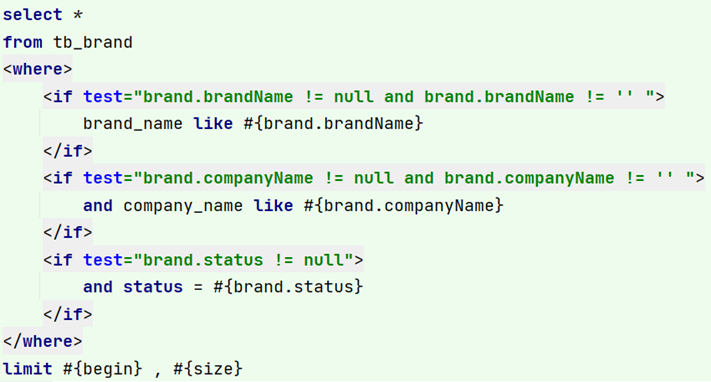 select *
from tb_brand
<where>
<if test="brand.brandName != null and brand.brandName != '' ">
brand_name like #{brand.brandName}
</if>
<if test="brand.companyName != null and brand.companyName != '' ">
and company_name like #{brand.companyName}
</if>
<if test="brand.status != null">
and status = #{brand.status}
</if>
</where>
limit #{begin} , #{size}